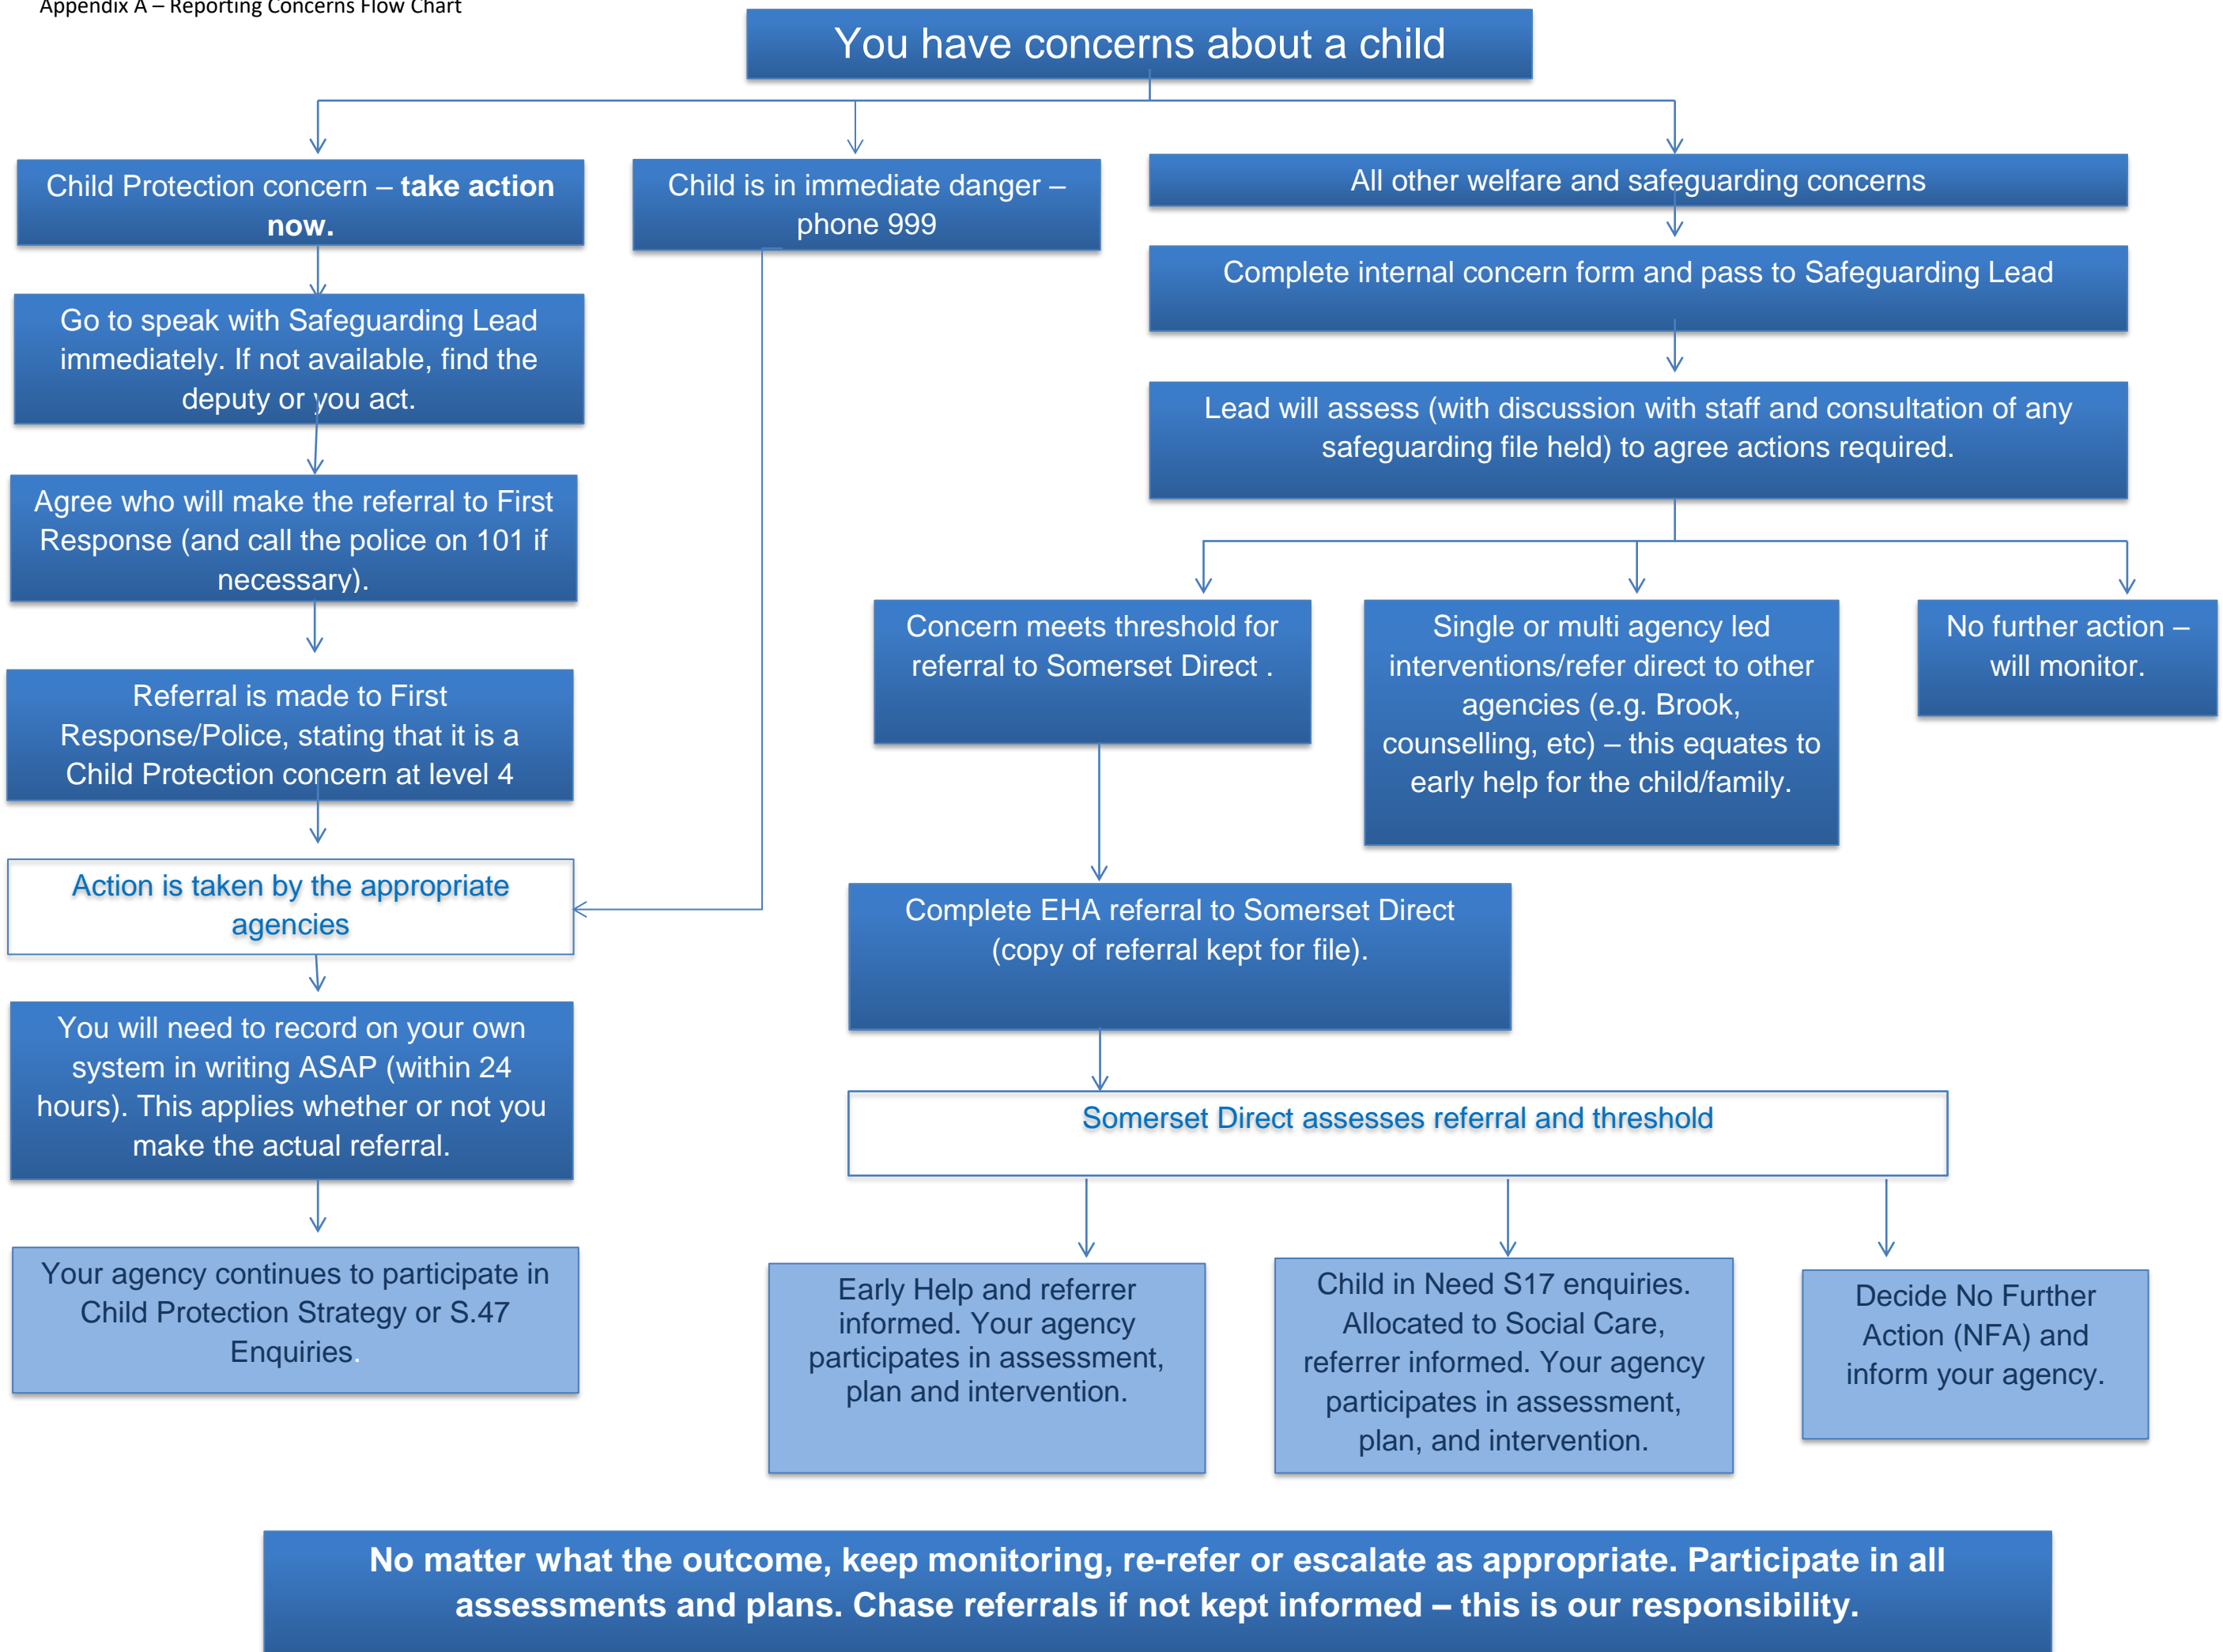 Appendix A – Reporting Concerns Flow Chart
You have concerns about a child
Child Protection concern – take action
now.
Child is in immediate danger –
phone 999
All other welfare and safeguarding concerns
Go to speak with Safeguarding Lead
immediately. If not available, find the
deputy or you act.
Complete internal concern form and pass to Safeguarding Lead
Lead will assess (with discussion with staff and consultation of any
safeguarding file held) to agree actions required.
Agree who will make the referral to First
Response (and call the police on 101 if
necessary).
Concern meets threshold for
referral to Somerset Direct .
Single or multi agency led
interventions/refer direct to other
agencies (e.g. Brook,
counselling, etc) – this equates to
early help for the child/family.
No further action –
will monitor.
Referral is made to First
Response/Police, stating that it is a
Child Protection concern at level 4
Action is taken by the appropriate
agencies
Complete EHA referral to Somerset Direct
(copy of referral kept for file).
You will need to record on your own
system in writing ASAP (within 24
hours). This applies whether or not you
make the actual referral.
Somerset Direct assesses referral and threshold
Your agency continues to participate in
Child Protection Strategy or S.47
Enquiries.
Early Help and referrer
informed. Your agency
participates in assessment,
plan and intervention.
Child in Need S17 enquiries.
Allocated to Social Care,
referrer informed. Your agency
participates in assessment,
plan, and intervention.
Decide No Further
Action (NFA) and
inform your agency.
No matter what the outcome, keep monitoring, re-refer or escalate as appropriate. Participate in all
assessments and plans. Chase referrals if not kept informed – this is our responsibility.